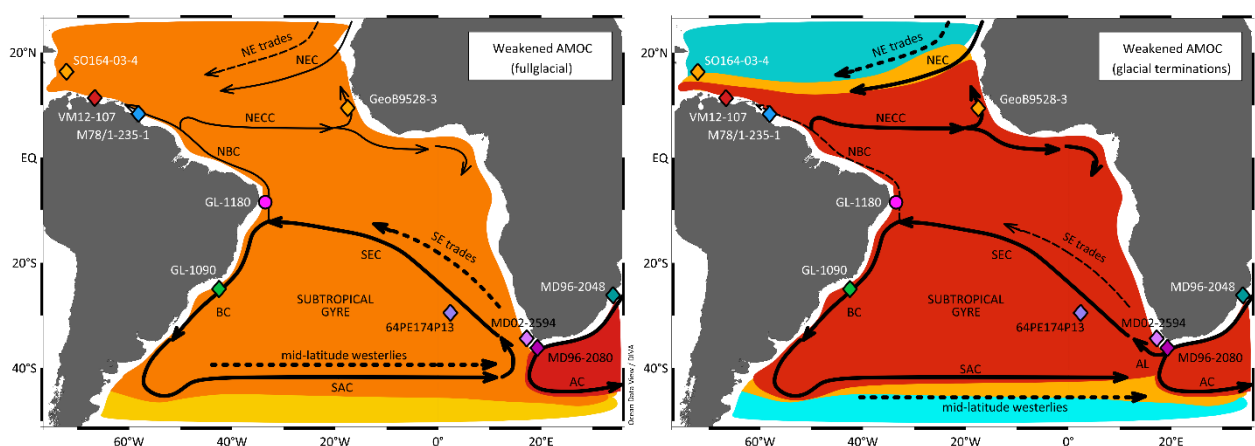 Weakened AMOC
(fullglacial)
20°N
EQ
20°S
40°S
60°W
40°W
20°W
0°
20°E
NE trades
NEC
SO164-03-4
GeoB9528-3
VM12-107
M78/1-235-1
NECC
NBC
GL-1180
SE trades
SEC
GL-1090
MD96-2048
BC
SUBTROPICAL
GYRE
64PE174P13
MD02-2594
mid-latitude westerlies
MD96-2080
SAC
AC
Ocean Data View / DIVA
Weakened AMOC
(glacial terminations)
20°N
EQ
20°S
40°S
60°W
40°W
20°W
0°
20°E
NE trades
NEC
SO164-03-4
GeoB9528-3
VM12-107
M78/1-235-1
NECC
NBC
GL-1180
SE trades
SEC
GL-1090
MD96-2048
BC
SUBTROPICAL
GYRE
64PE174P13
MD02-2594
MD96-2080
AL
SAC
AC
mid-latitude westerlies